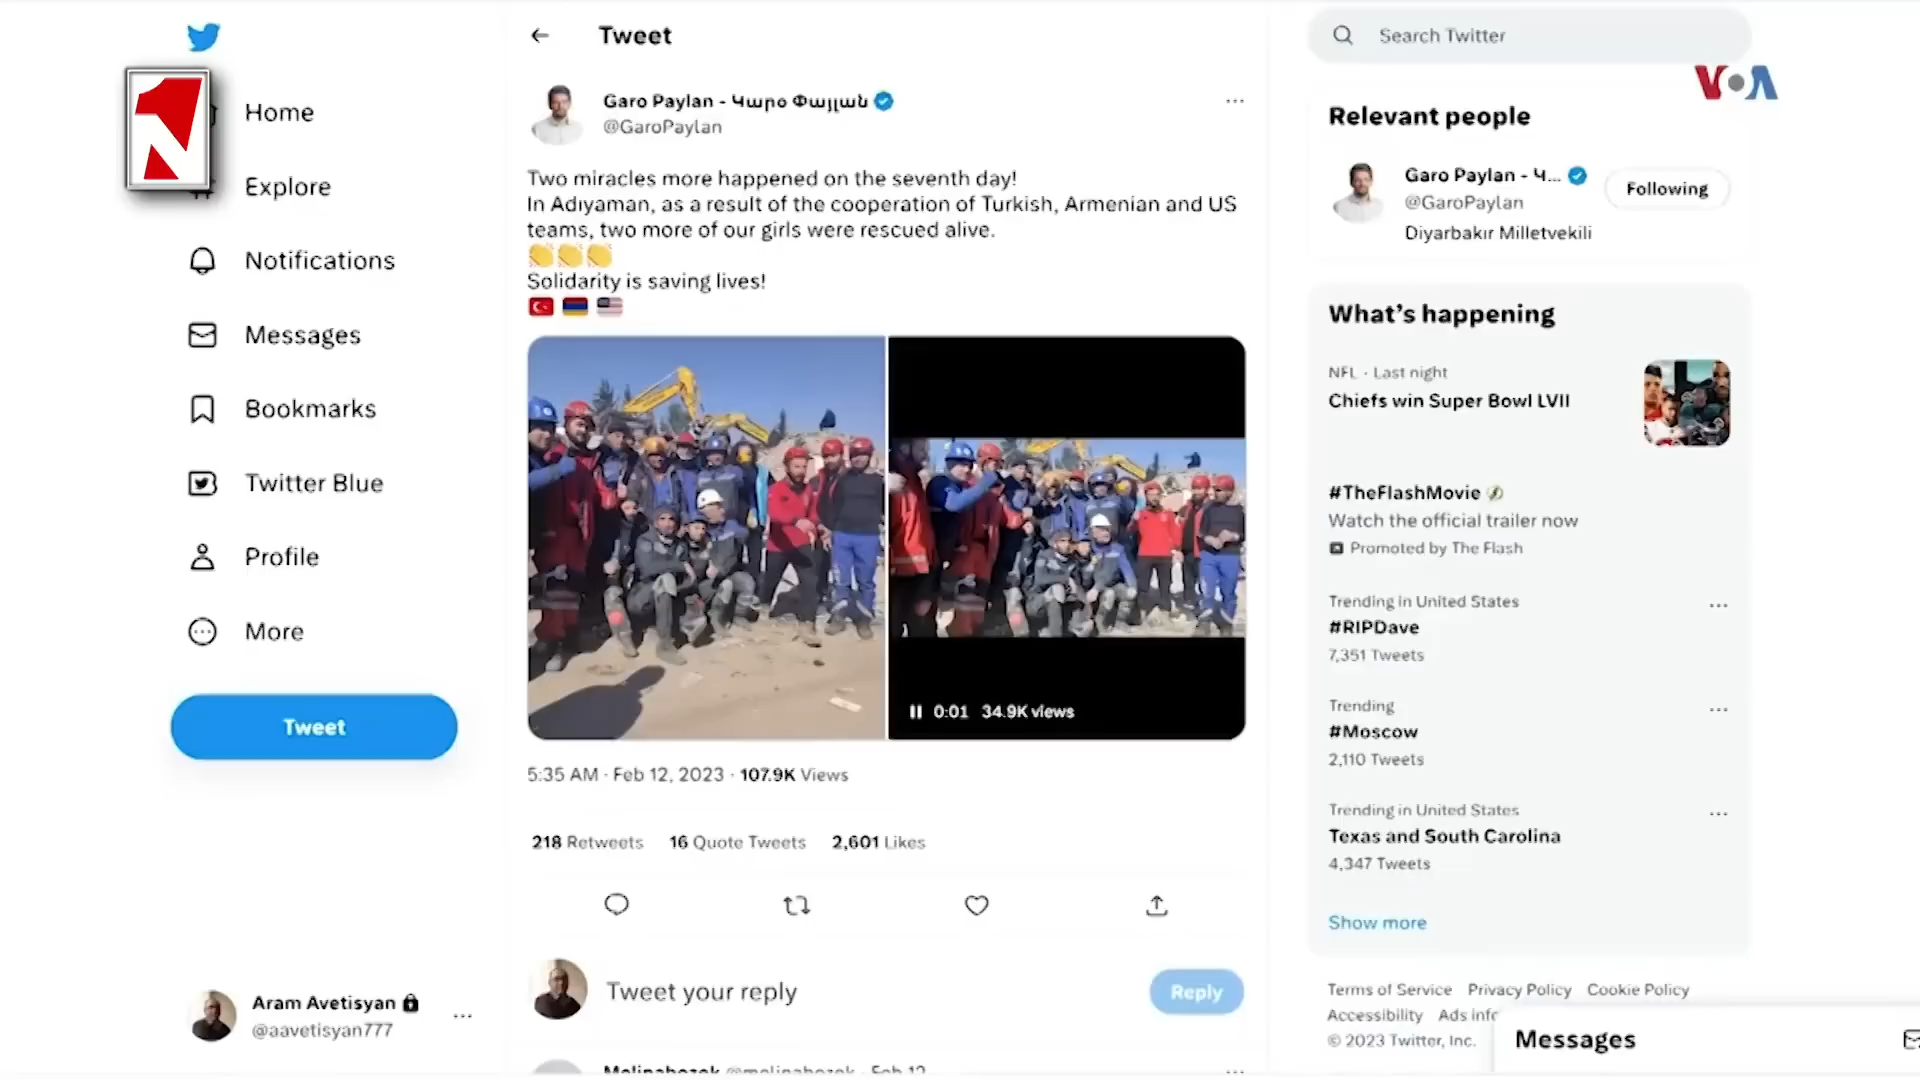 Home
Explore
Notifications
Messages
Bookmarks
Twitter Blue
Profile
More
Tweet
Aram Avetisyan
@aavetisyan777
Tweet
Garo Paylan - Կարօ Փայլան
@GaroPaylan
Two miracles more happened on the seventh day!
In Adıyaman, as a result of the cooperation of Turkish, Armenian and US
teams, two more of our girls were rescued alive.
Solidarity is saving lives!
0:01 34.9K views
5:35 AM · Feb 12, 2023 · 107.9K Views
218 Retweets 16 Quote Tweets 2,601 Likes
Tweet your reply
Reply
Melinabozok @melinabozok · Feb 12
Search Twitter
VOA
Relevant people
Garo Paylan - Կ...
@GaroPaylan
Following
Diyarbakır Milletvekili
What's happening
NFL · Last night
Chiefs win Super Bowl LVII
#TheFlashMovie
Watch the official trailer now
Promoted by The Flash
Trending in United States
#RIPDave
7,351 Tweets
Trending
#Moscow
2,110 Tweets
Trending in United States
Texas and South Carolina
4,347 Tweets
Show more
Terms of Service Privacy Policy Cookie Policy
Accessibility Ads info
© 2023 Twitter, Inc.
Messages